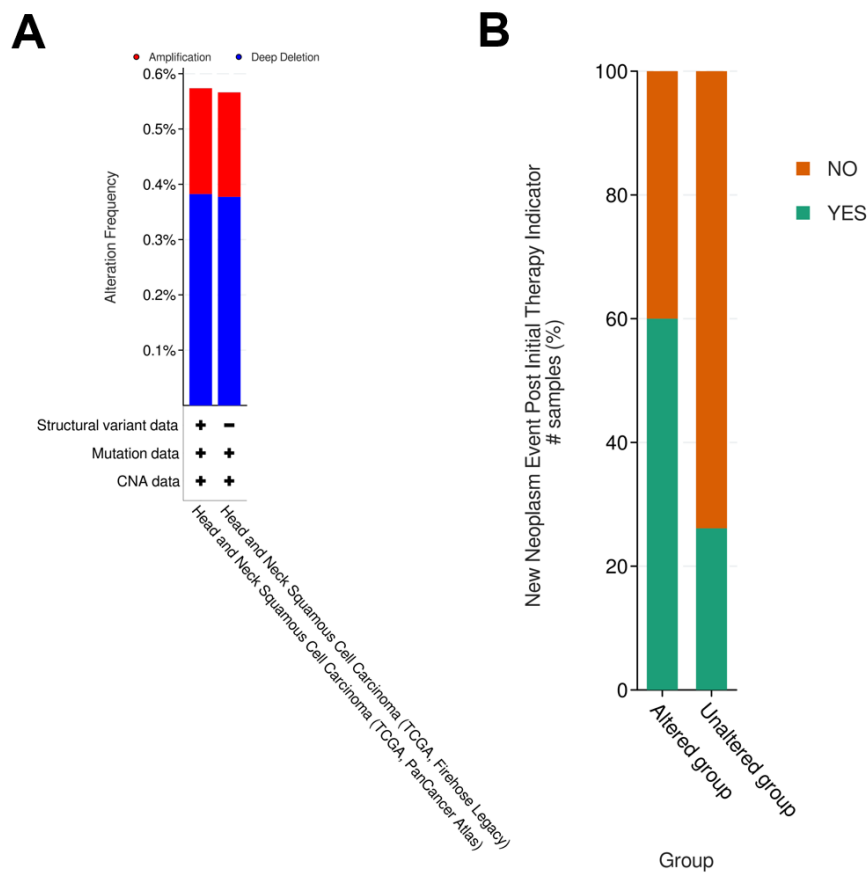 A
Amplification
Deep Deletion
0.6%
0.5%
0.4%
0.3%
0.2%
0.1%
Alteration Frequency
Structural variant data + −
Mutation data + +
CNA data + +
Head and Neck Squamous Cell Carcinoma (TCGA, PanCancer Atlas)
Head and Neck Squamous Cell Carcinoma (TCGA, Firehose Legacy)
B
New Neoplasm Event Post Initial Therapy Indicator
# samples (%)
100
80
60
40
20
0
NO
YES
Altered group
Unaltered group
Group